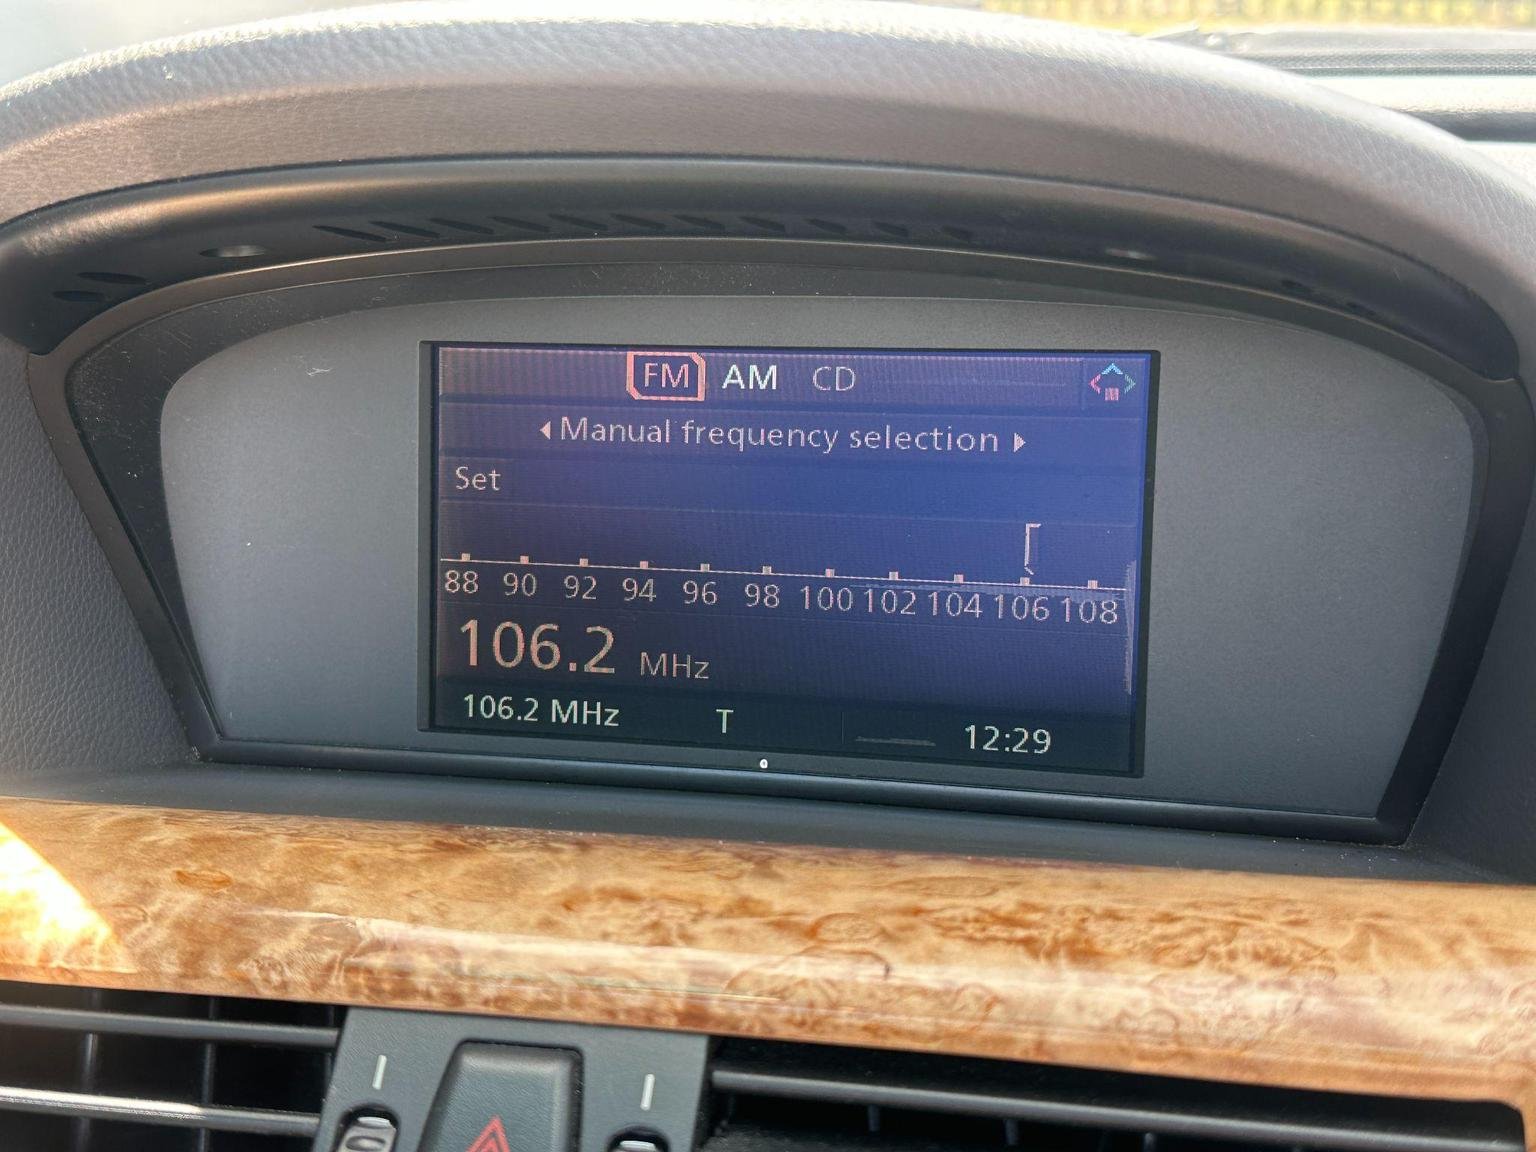 FM AM CD
Manual frequency selection
Set
88 90 92 94 96 98 100 102 104 106 108
106.2 MHz
106.2 MHz T 12:29